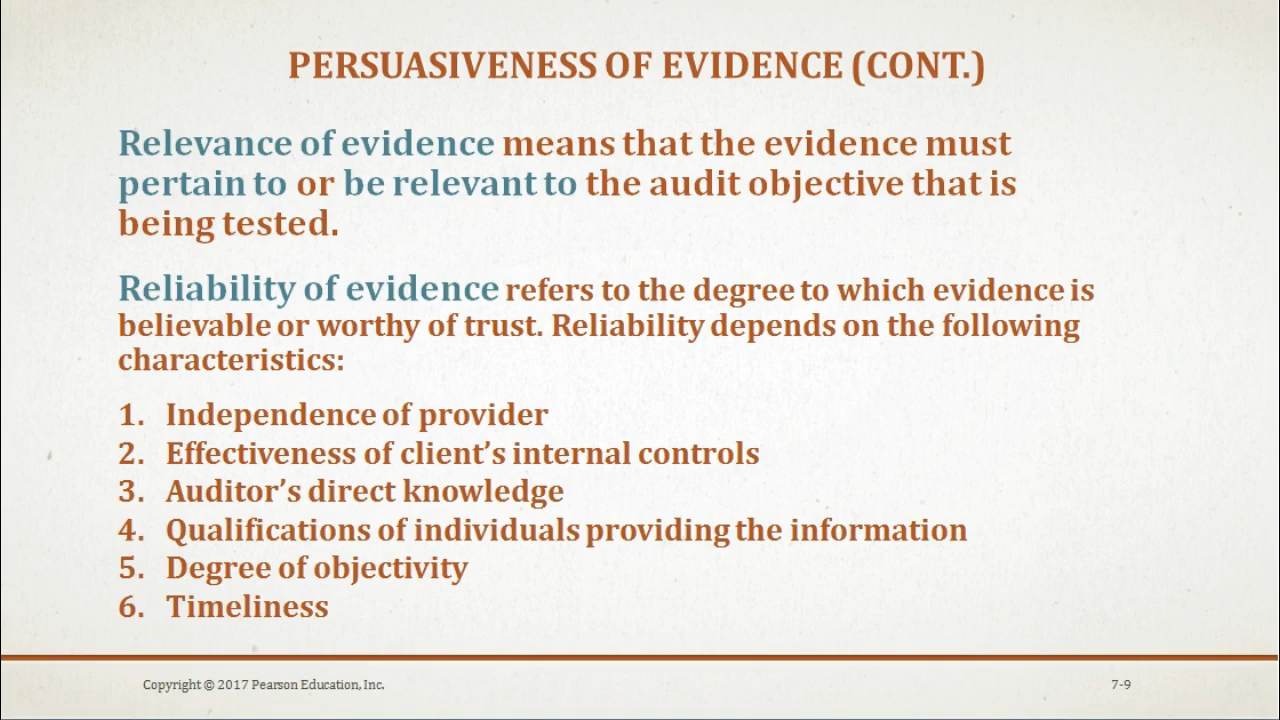 PERSUASIVENESS OF EVIDENCE (CONT.)
Relevance of evidence means that the evidence must
pertain to or be relevant to the audit objective that is
being tested.
Reliability of evidence refers to the degree to which evidence is
believable or worthy of trust. Reliability depends on the following
characteristics:
1. Independence of provider
2. Effectiveness of client’s internal controls
3. Auditor’s direct knowledge
4. Qualifications of individuals providing the information
5. Degree of objectivity
6. Timeliness
Copyright © 2017 Pearson Education, Inc.
7-9